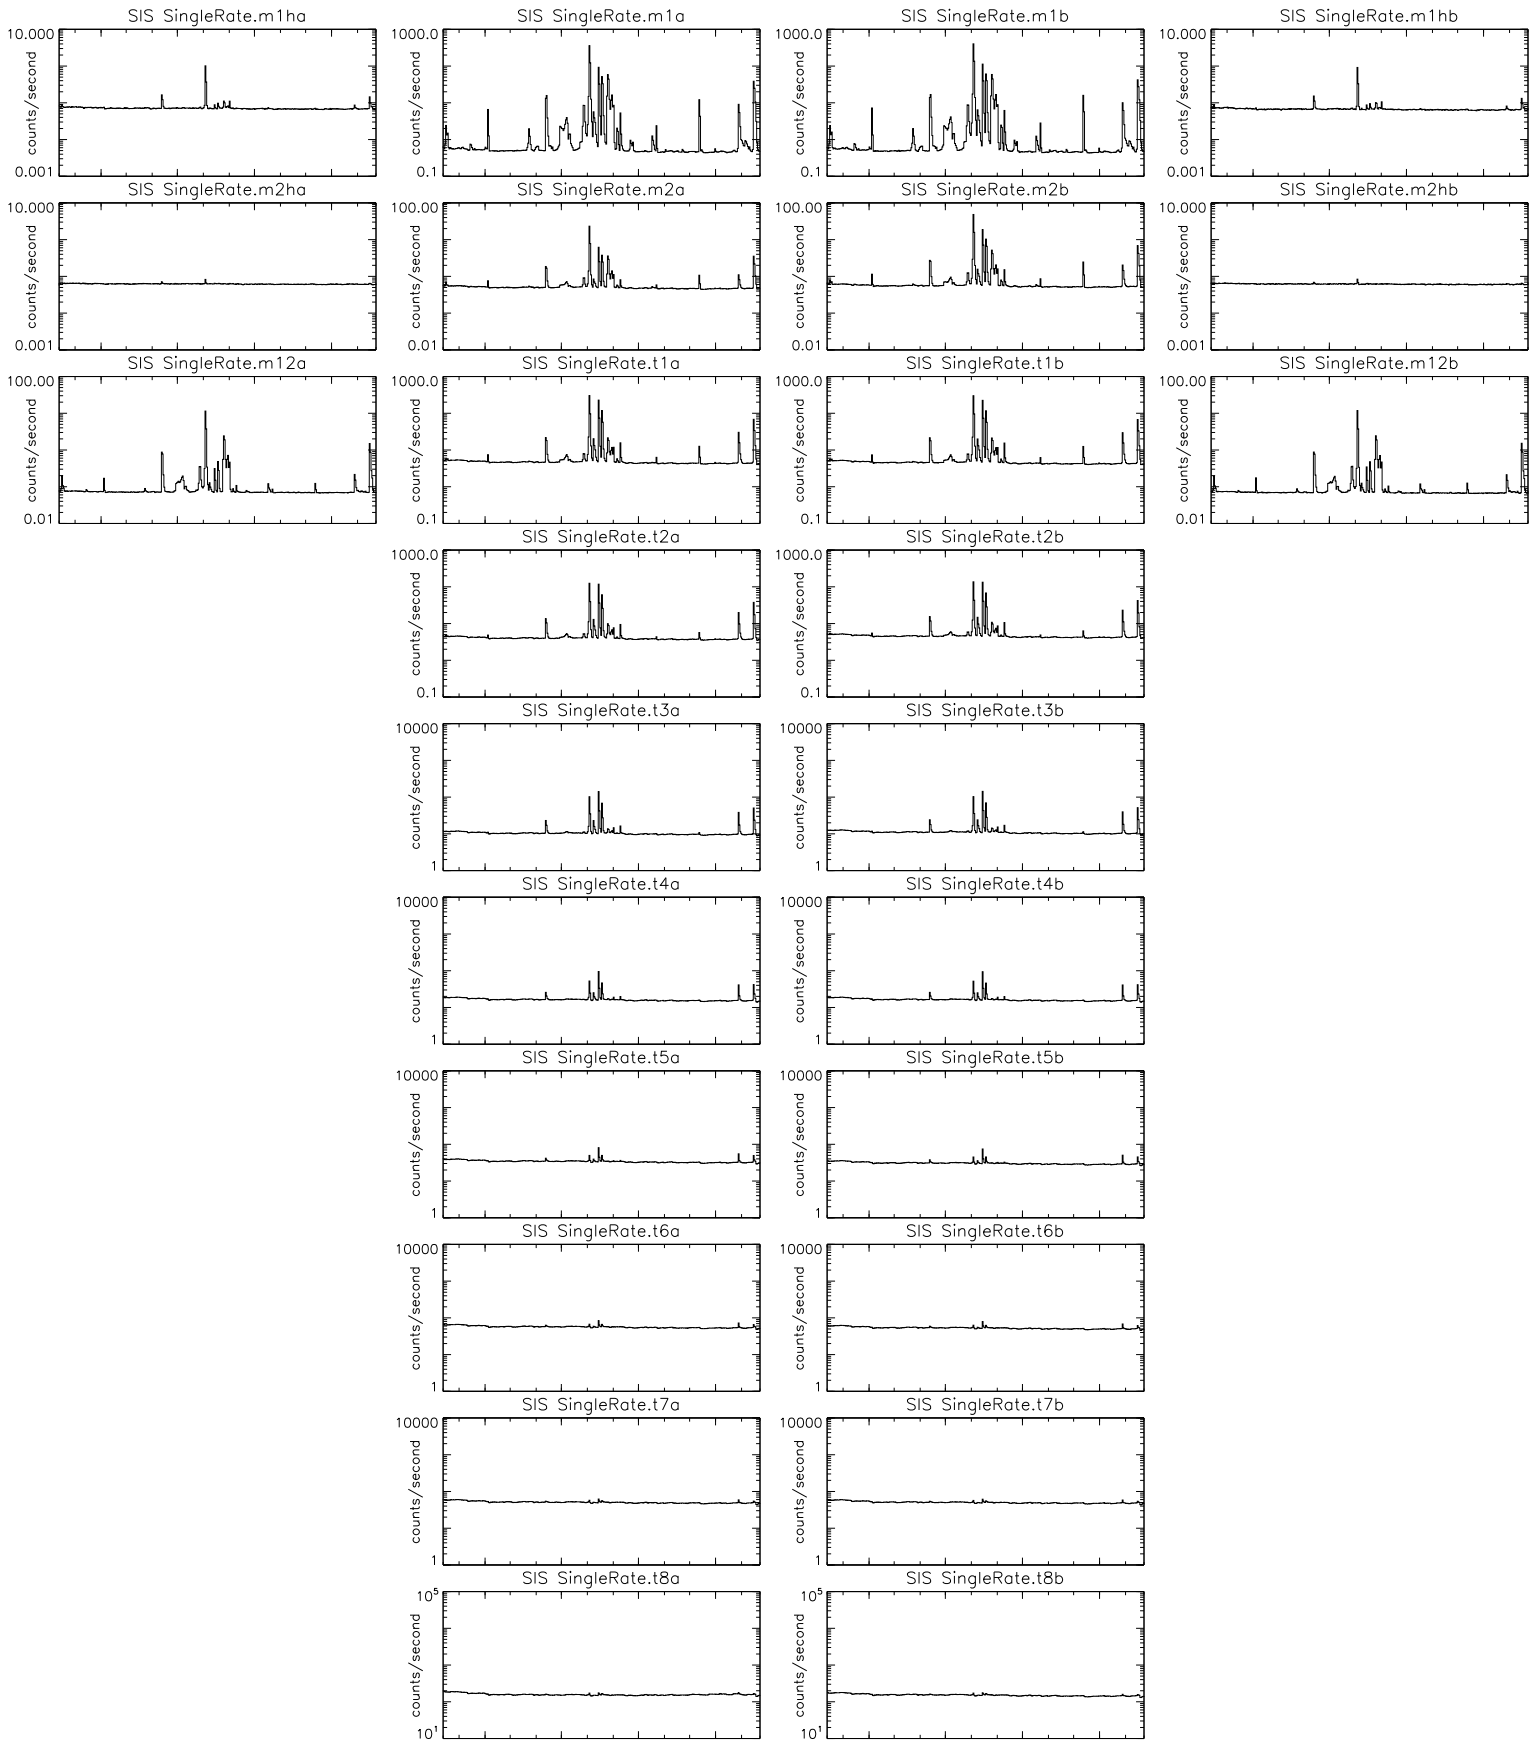 SIS SingleRate.m1ha
10.000
counts/second
0.001
SIS SingleRate.m1a
1000.0
counts/second
0.1
SIS SingleRate.m1b
1000.0
counts/second
0.1
SIS SingleRate.m1hb
10.000
counts/second
0.001
SIS SingleRate.m2ha
10.000
counts/second
0.001
SIS SingleRate.m2a
100.00
counts/second
0.01
SIS SingleRate.m2b
100.00
counts/second
0.01
SIS SingleRate.m2hb
10.000
counts/second
0.001
SIS SingleRate.m12a
100.00
counts/second
0.01
SIS SingleRate.t1a
1000.0
counts/second
0.1
SIS SingleRate.t1b
1000.0
counts/second
0.1
SIS SingleRate.m12b
100.00
counts/second
0.01
SIS SingleRate.t2a
1000.0
counts/second
0.1
SIS SingleRate.t2b
1000.0
counts/second
0.1
SIS SingleRate.t3a
10000
counts/second
1
SIS SingleRate.t3b
10000
counts/second
1
SIS SingleRate.t4a
10000
counts/second
1
SIS SingleRate.t4b
10000
counts/second
1
SIS SingleRate.t5a
10000
counts/second
1
SIS SingleRate.t5b
10000
counts/second
1
SIS SingleRate.t6a
10000
counts/second
1
SIS SingleRate.t6b
10000
counts/second
1
SIS SingleRate.t7a
10000
counts/second
1
SIS SingleRate.t7b
10000
counts/second
1
SIS SingleRate.t8a
10⁵
counts/second
10¹
SIS SingleRate.t8b
10⁵
counts/second
10¹